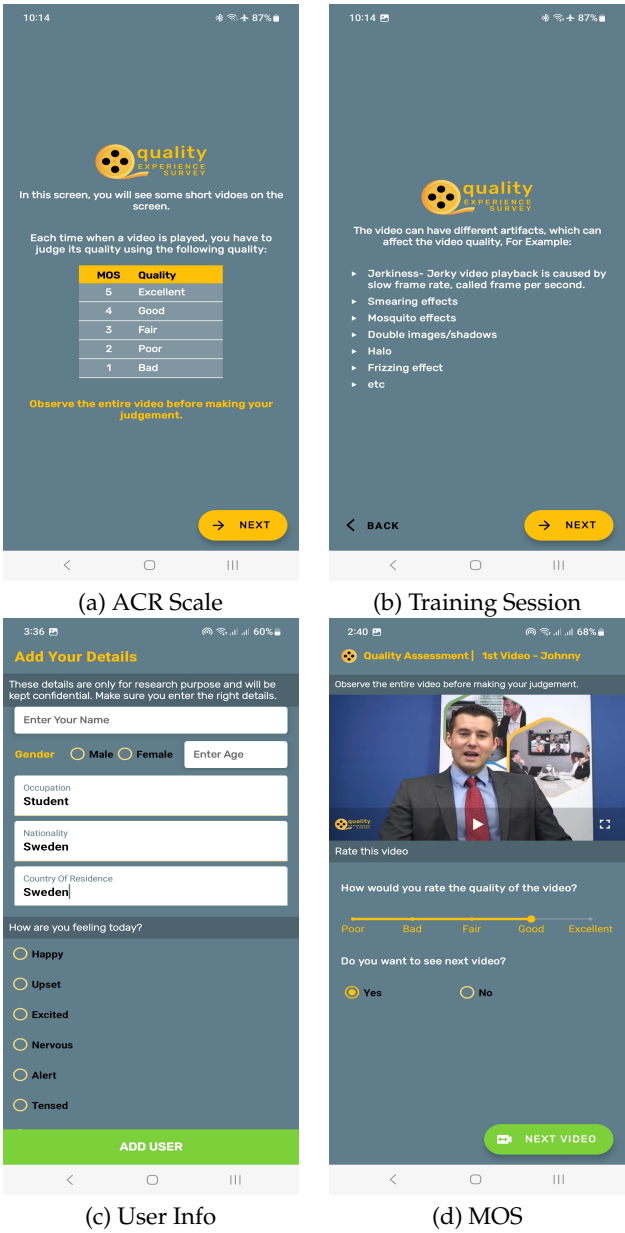 10:14
87%
quality
EXPERIENCE
SURVEY
In this screen, you will see some short vidoes on the
screen.
Each time when a video is played, you have to
judge its quality using the following quality:
MOS Quality
5 Excellent
4 Good
3 Fair
2 Poor
1 Bad
Observe the entire video before making your
judgement.
→ NEXT
(a) ACR Scale
10:14
87%
quality
EXPERIENCE
SURVEY
The video can have different artifacts, which can
affect the video quality, For Example:
▸ Jerkiness- Jerky video playback is caused by
slow frame rate, called frame per second.
▸ Smearing effects
▸ Mosquito effects
▸ Double images/shadows
▸ Halo
▸ Frizzing effect
▸ etc
BACK
→ NEXT
(b) Training Session
3:36
60%
Add Your Details
These details are only for research purpose and will be
kept confidential. Make sure you enter the right details.
Enter Your Name
Gender Male Female Enter Age
Occupation
Student
Nationality
Sweden
Country Of Residence
Sweden
How are you feeling today?
Happy
Upset
Excited
Nervous
Alert
Tensed
ADD USER
(c) User Info
2:40
68%
Quality Assessment | 1st Video - Johnny
Observe the entire video before making your judgement.
quality
Rate this video
How would you rate the quality of the video?
Poor Bad Fair Good Excellent
Do you want to see next video?
Yes No
NEXT VIDEO
(d) MOS